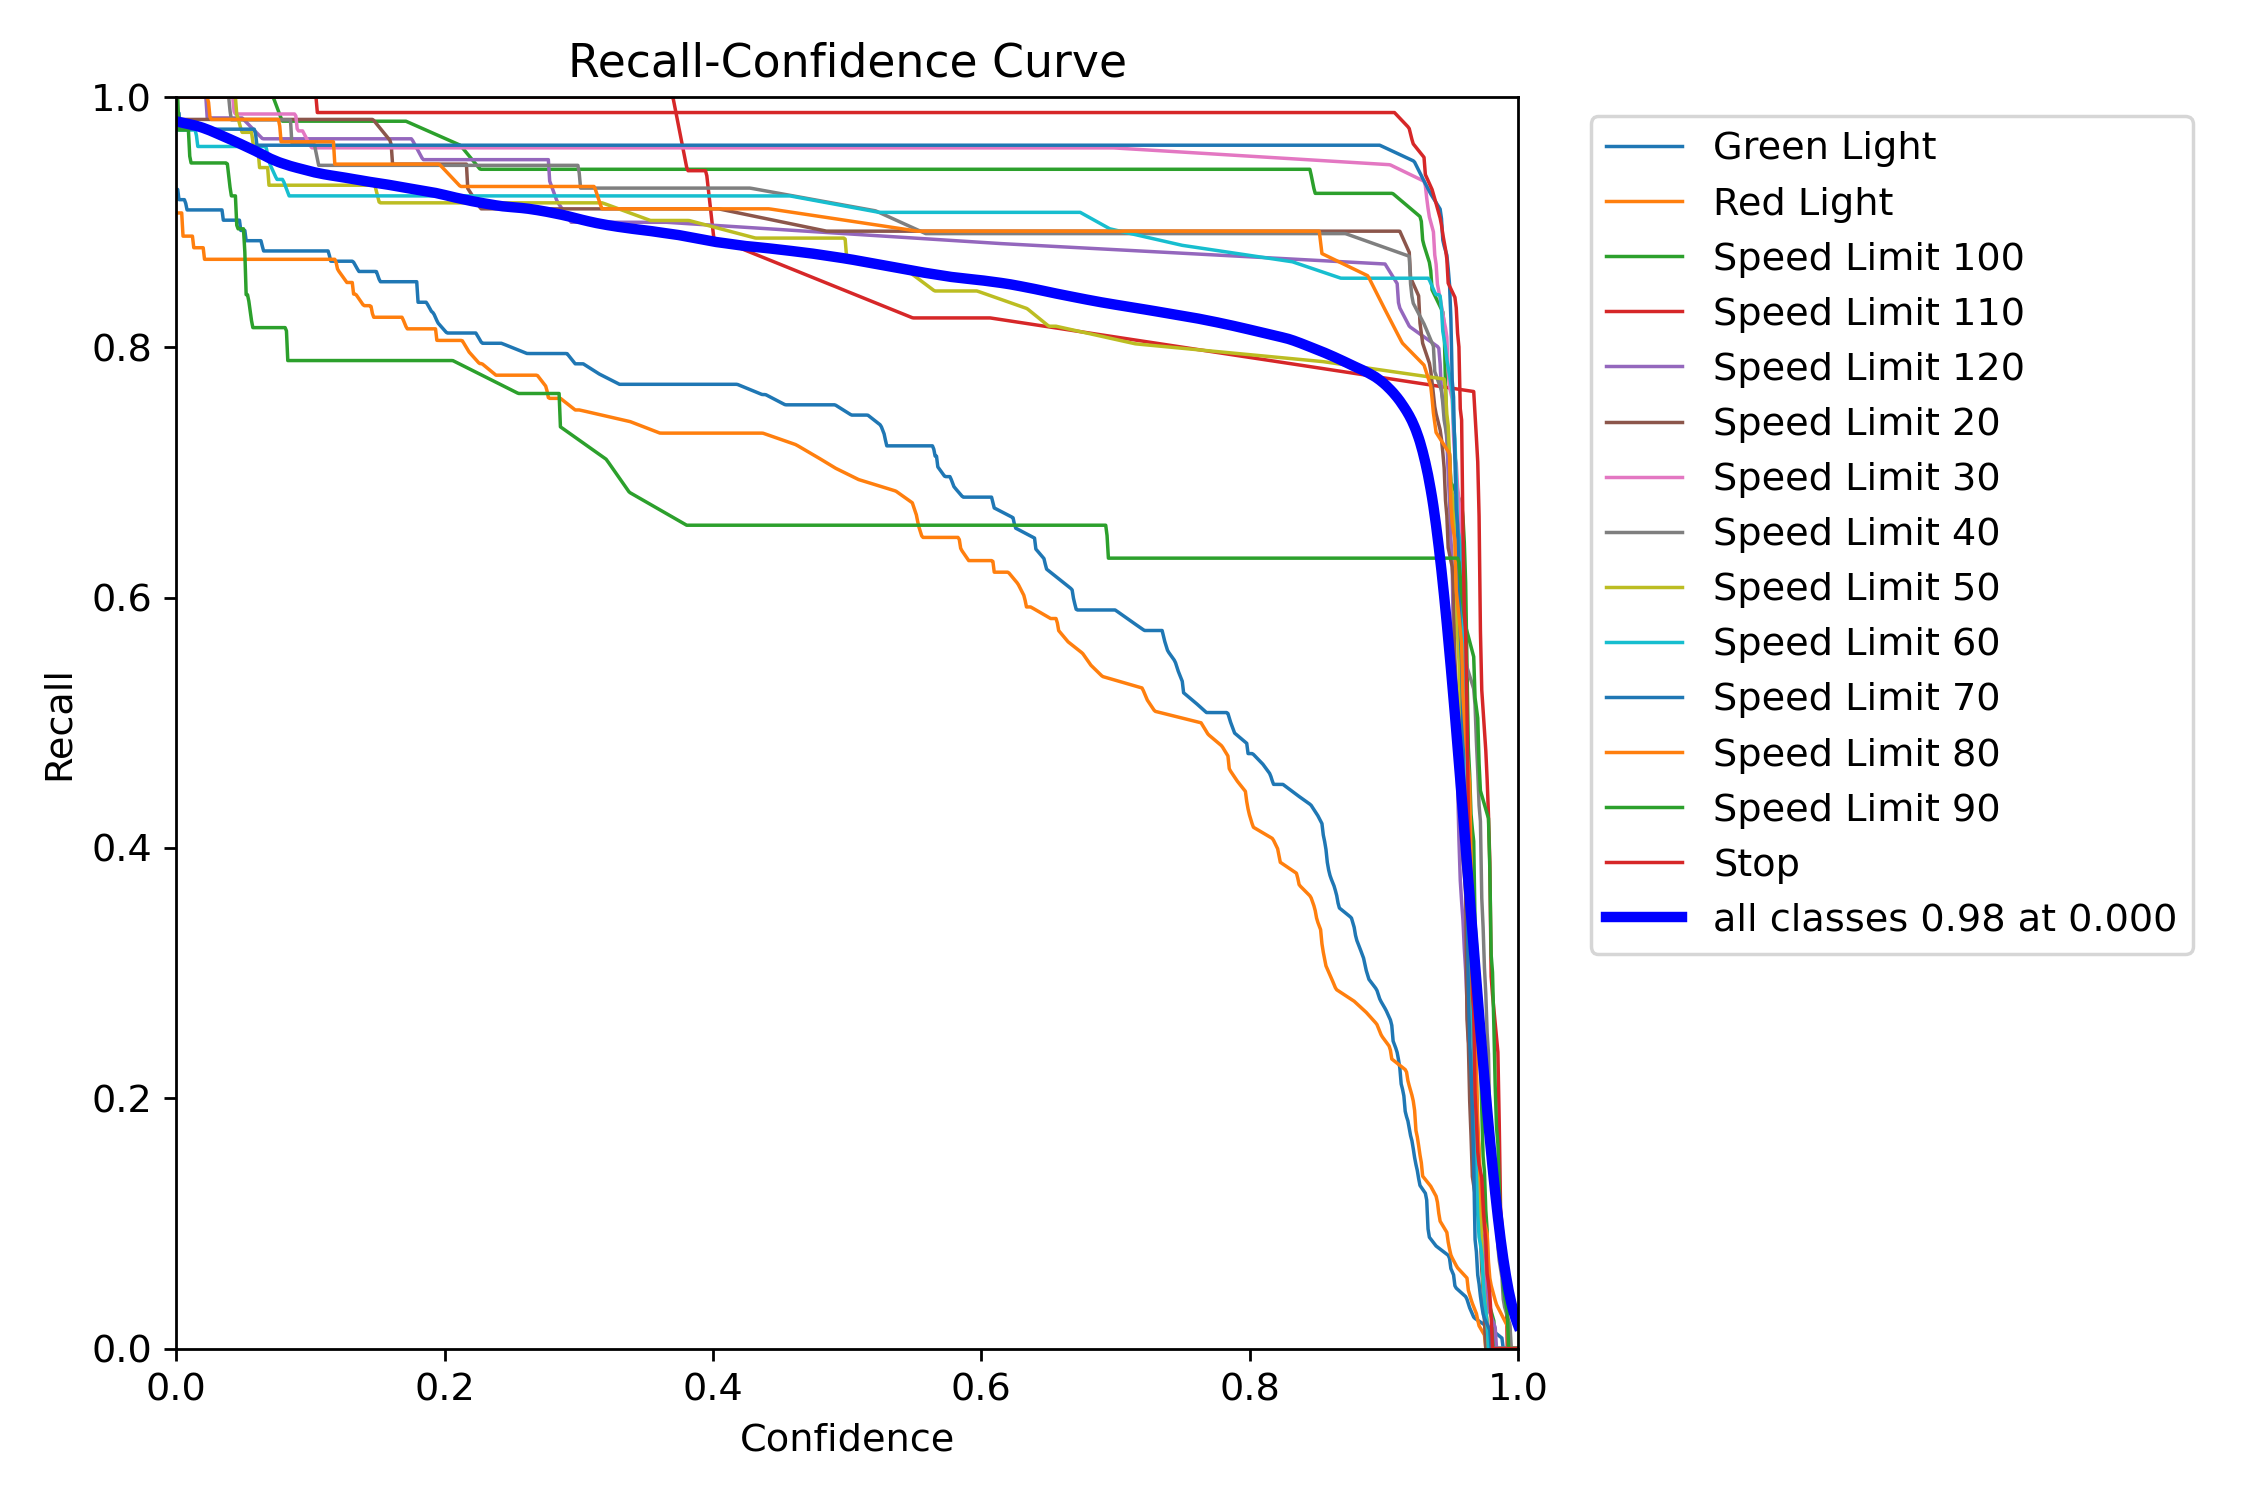 Recall-Confidence Curve
1.0
0.8
0.6
0.4
0.2
0.0
Recall
0.0 0.2 0.4 0.6 0.8 1.0
Confidence
Green Light
Red Light
Speed Limit 100
Speed Limit 110
Speed Limit 120
Speed Limit 20
Speed Limit 30
Speed Limit 40
Speed Limit 50
Speed Limit 60
Speed Limit 70
Speed Limit 80
Speed Limit 90
Stop
all classes 0.98 at 0.000